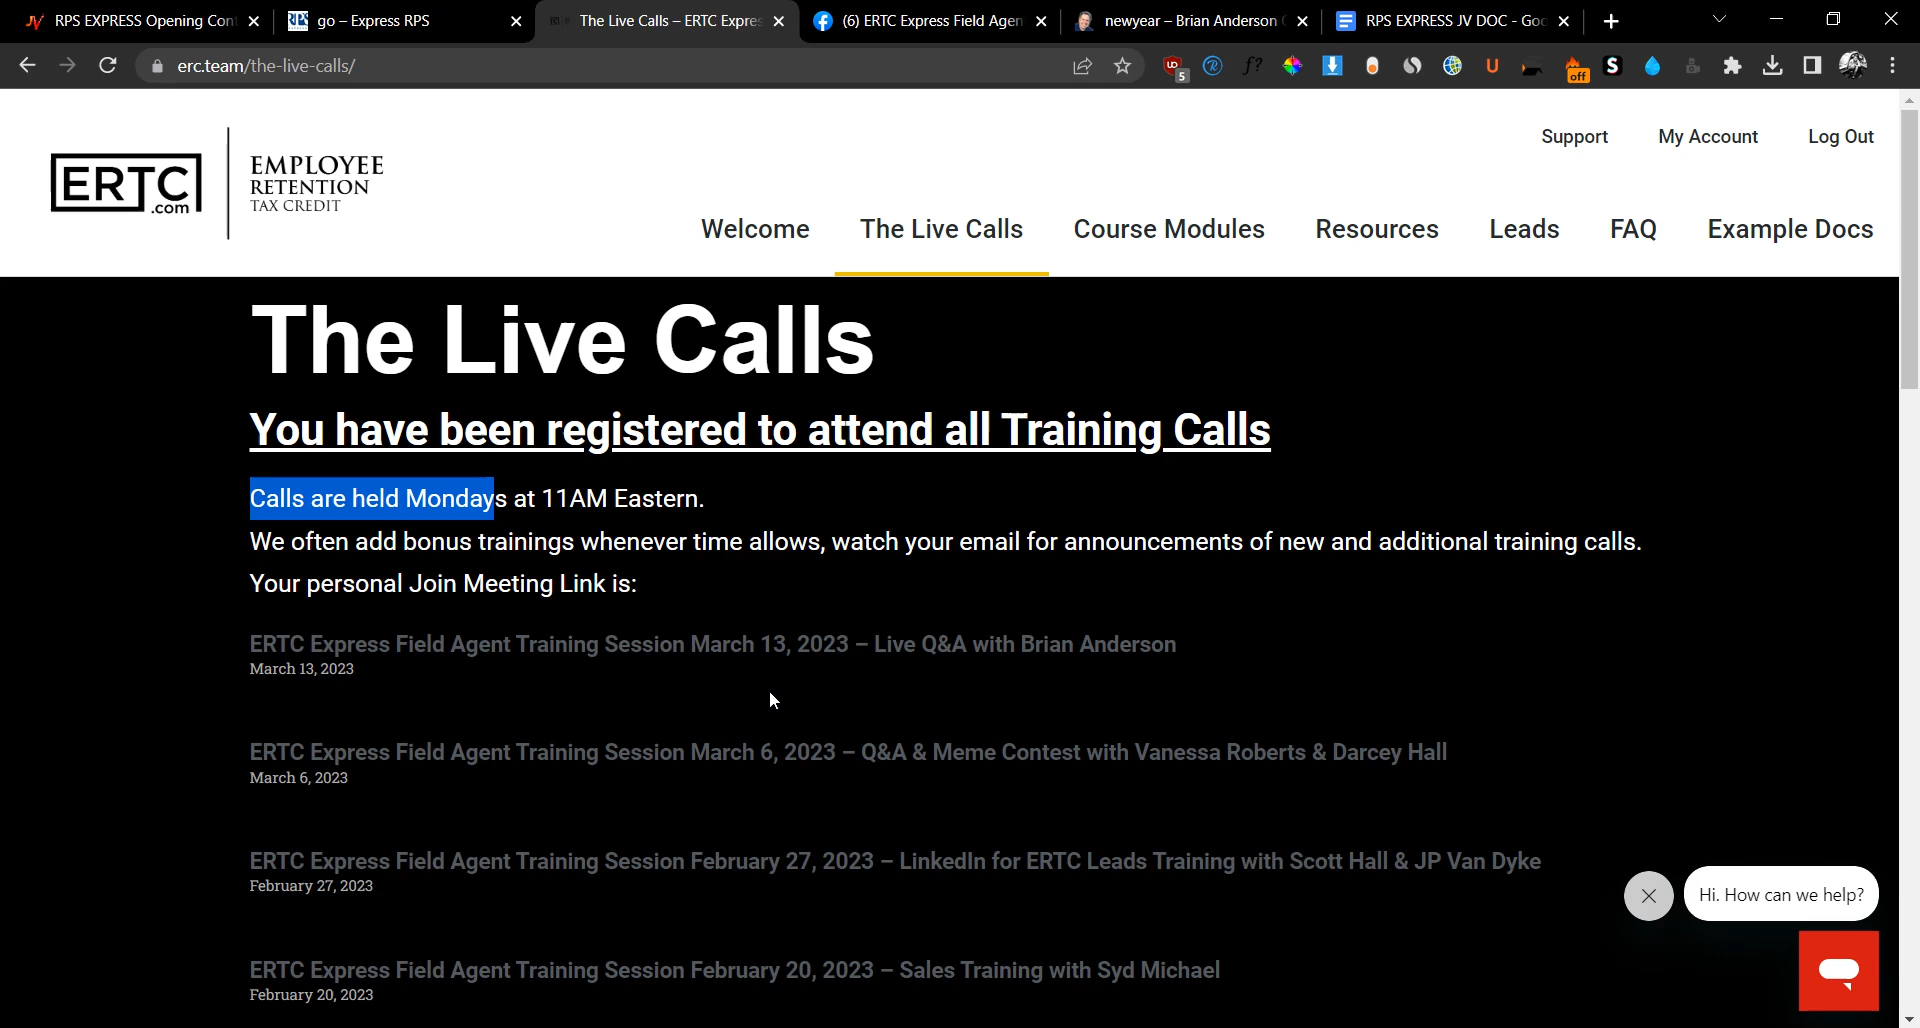 RPS EXPRESS Opening Con
go – Express RPS
The Live Calls – ERTC Expre
(6) ERTC Express Field Agen
newyear – Brian Anderson
RPS EXPRESS JV DOC - Goo
erc.team/the-live-calls/
5
off
ERTC
.com
EMPLOYEE
RETENTION
TAX CREDIT
Support
My Account
Log Out
Welcome
The Live Calls
Course Modules
Resources
Leads
FAQ
Example Docs
The Live Calls
You have been registered to attend all Training Calls
Calls are held Mondays at 11AM Eastern.
We often add bonus trainings whenever time allows, watch your email for announcements of new and additional training calls.
Your personal Join Meeting Link is:
ERTC Express Field Agent Training Session March 13, 2023 – Live Q&A with Brian Anderson
March 13, 2023
ERTC Express Field Agent Training Session March 6, 2023 – Q&A & Meme Contest with Vanessa Roberts & Darcey Hall
March 6, 2023
ERTC Express Field Agent Training Session February 27, 2023 – LinkedIn for ERTC Leads Training with Scott Hall & JP Van Dyke
February 27, 2023
Hi. How can we help?
ERTC Express Field Agent Training Session February 20, 2023 – Sales Training with Syd Michael
February 20, 2023